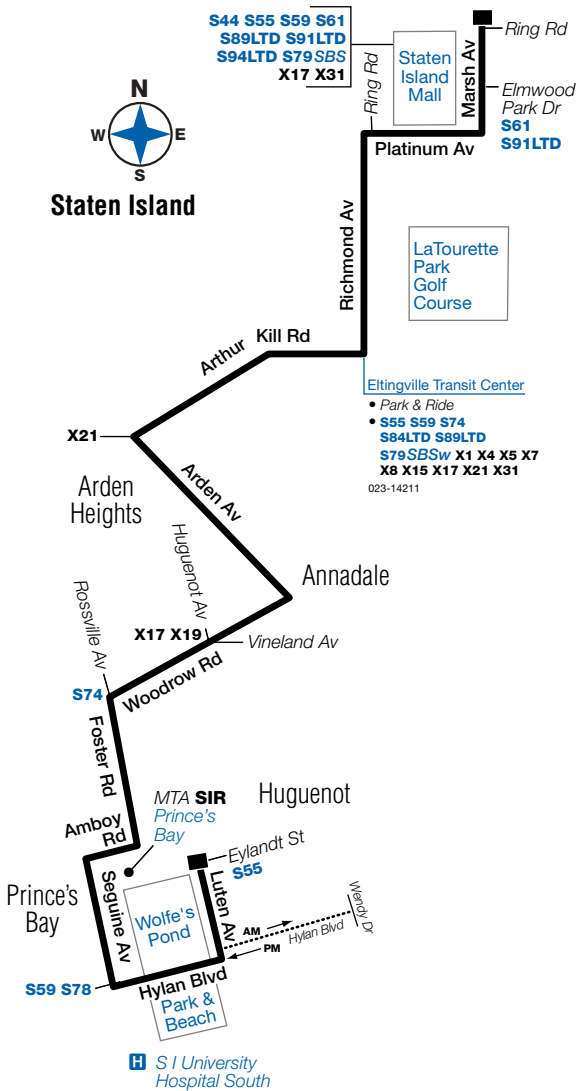 S44 S55 S59 S61
S89LTD S91LTD
S94LTD S79SBS
X17 X31
Ring Rd
Staten
Island
Mall
Marsh Av
Ring Rd
Elmwood
Park Dr
S61
S91LTD
Platinum Av
N
W E
S
Staten Island
Richmond Av
LaTourette
Park
Golf
Course
Arthur
Kill Rd
Eltingville Transit Center
• Park & Ride
• S55 S59 S74
S84LTD S89LTD
S79SBSw X1 X4 X5 X7
X8 X15 X17 X21 X31
023-14211
X21
Arden
Heights
Arden Av
Huguenot Av
Annadale
Rossville Av
X17 X19
Vineland Av
Woodrow Rd
S74
Foster Rd
MTA SIR
Prince's
Bay
Huguenot
Amboy
Rd
Eylandt St
S55
Prince's
Bay
Seguine Av
Wolfe's
Pond
Luten Av
AM
PM
Hylan Blvd
Wendy Dr
S59 S78
Hylan Blvd
Park &
Beach
H S I University
Hospital South